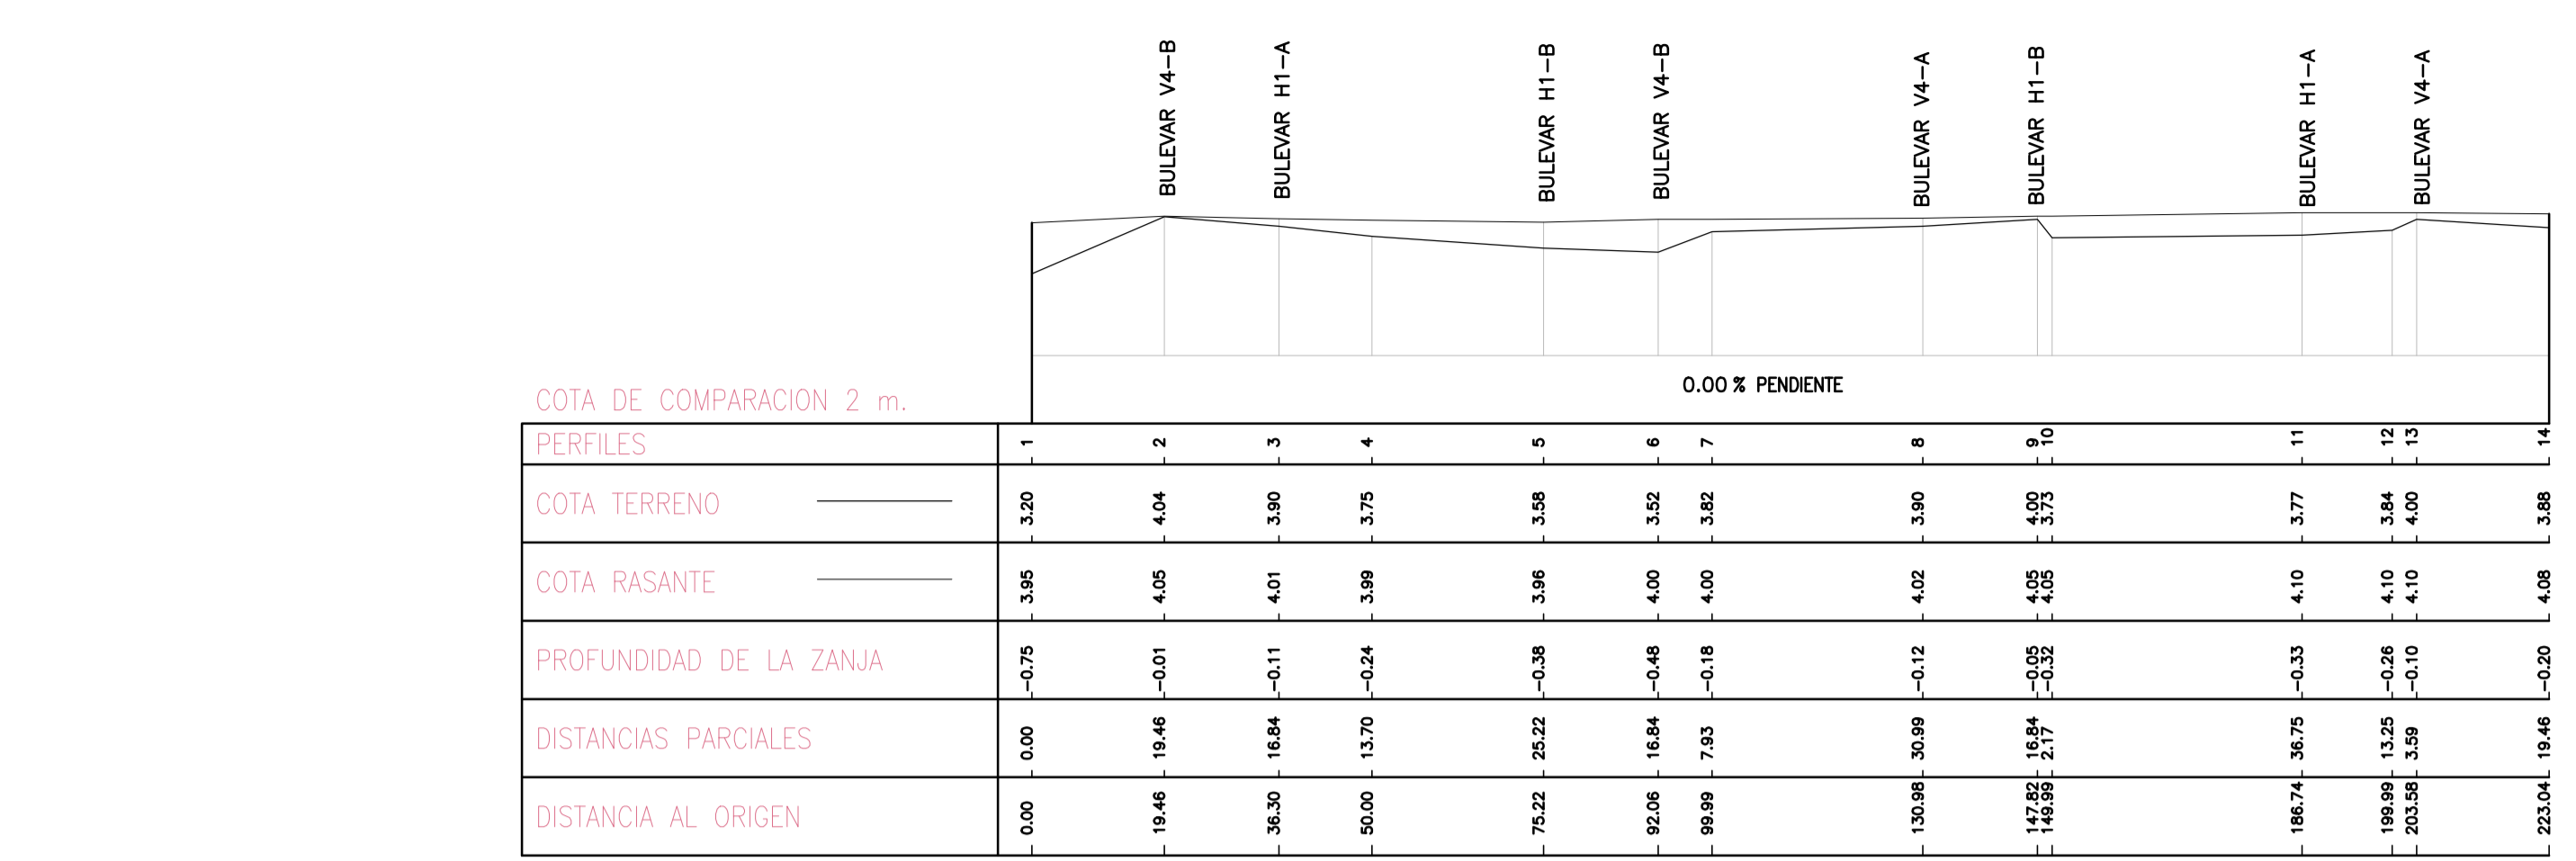 BULEVAR V4-B
BULEVAR H1-A
BULEVAR H1-B
BULEVAR V4-B
BULEVAR V4-A
BULEVAR H1-B
BULEVAR H1-A
BULEVAR V4-A
0.00 % PENDIENTE
COTA DE COMPARACION 2 m.
PERFILES 1 2 3 4 5 6 7 8 9 10 11 12 13 14
COTA TERRENO 3.20 4.04 3.90 3.75 3.58 3.52 3.82 3.90 4.00 3.73 3.77 3.84 4.00 3.88
COTA RASANTE 3.95 4.05 4.01 3.99 3.96 4.00 4.00 4.02 4.05 4.05 4.10 4.10 4.10 4.08
PROFUNDIDAD DE LA ZANJA -0.75 -0.01 -0.11 -0.24 -0.38 -0.48 -0.18 -0.12 -0.05 -0.32 -0.33 -0.26 -0.10 -0.20
DISTANCIAS PARCIALES 0.00 19.46 16.84 13.70 25.22 16.84 7.93 30.99 16.84 2.17 36.75 13.25 3.59 19.46
DISTANCIA AL ORIGEN 0.00 19.46 36.30 50.00 75.22 92.06 99.99 130.98 147.82 149.99 186.74 199.99 203.58 223.04